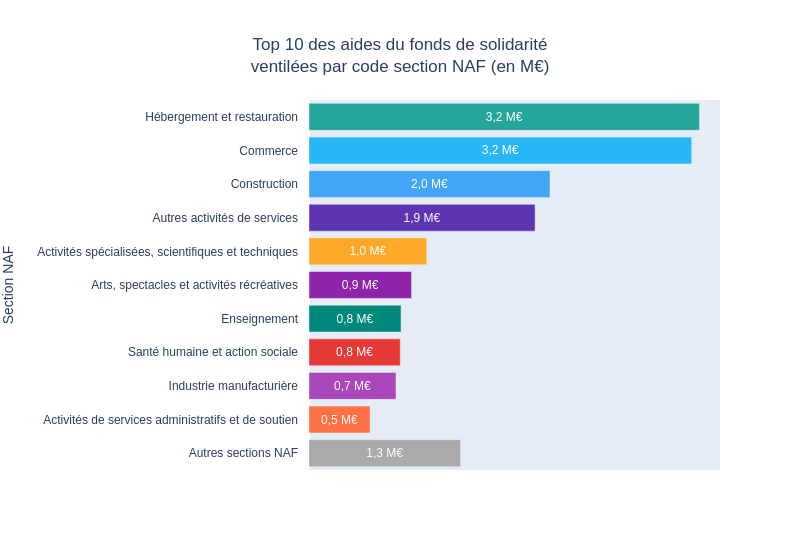 Top 10 des aides du fonds de solidarité
ventilées par code section NAF (en M€)
Section NAF
Hébergement et restauration 3,2 M€
Commerce 3,2 M€
Construction 2,0 M€
Autres activités de services 1,9 M€
Activités spécialisées, scientifiques et techniques 1,0 M€
Arts, spectacles et activités récréatives 0,9 M€
Enseignement 0,8 M€
Santé humaine et action sociale 0,8 M€
Industrie manufacturière 0,7 M€
Activités de services administratifs et de soutien 0,5 M€
Autres sections NAF 1,3 M€